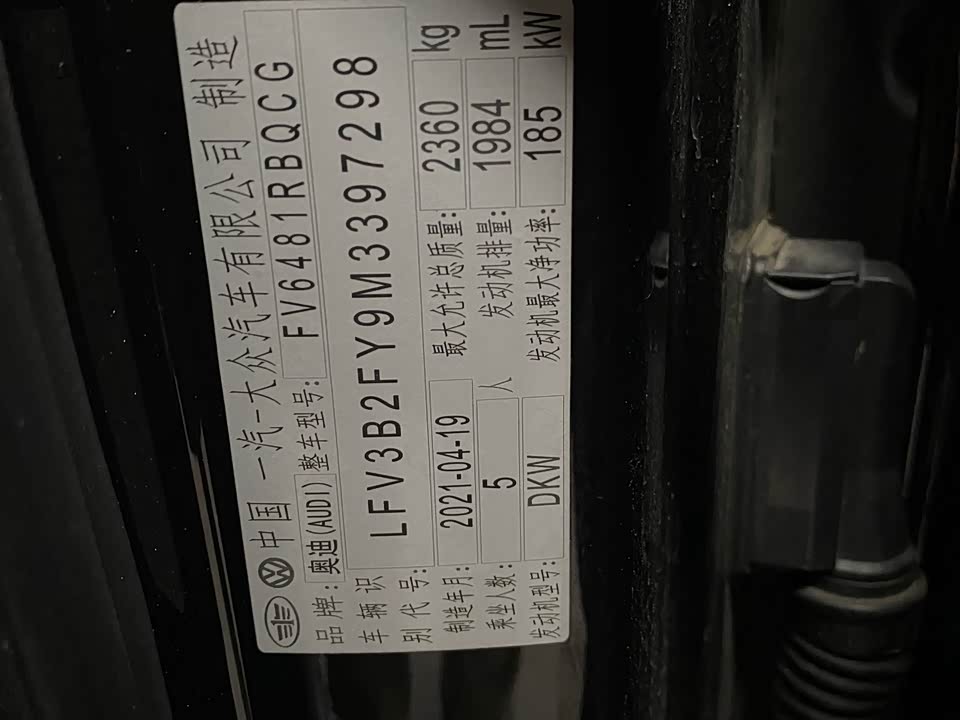 中国 一汽-大众汽车有限公司 制造
品牌: 奥迪(AUDI) 整车型号: FV6481RBQCG
车辆识别代号: LFV3B2FY9M3397298
制造年月: 2021-04-19 最大允许总质量: 2360 kg
乘坐人数: 5 人 发动机排量: 1984 mL
发动机型号: DKW 发动机最大净功率: 185 kW